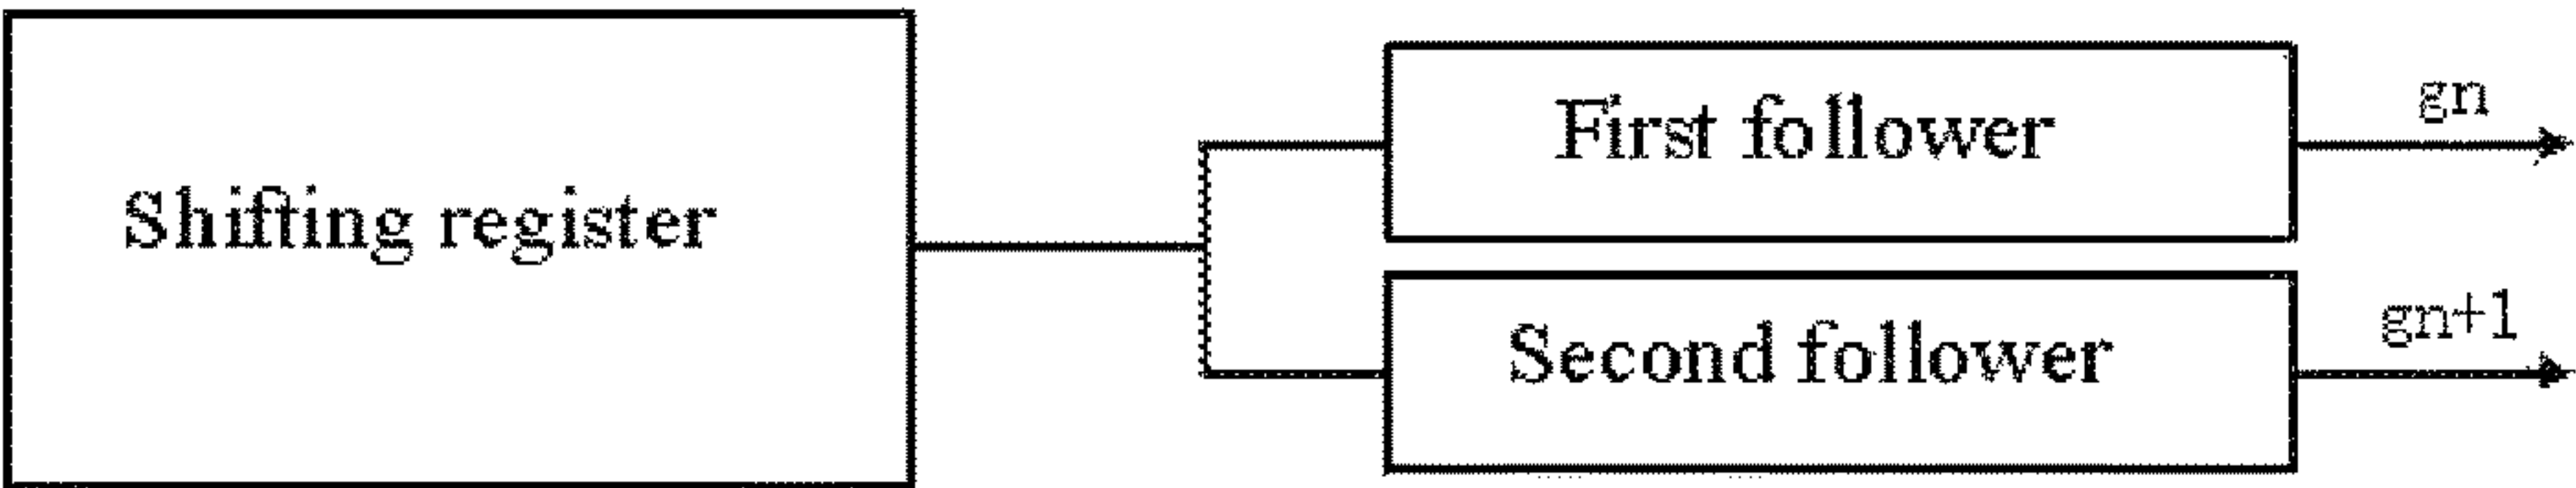 Shifting register
First follower
gn
Second follower
gn+1